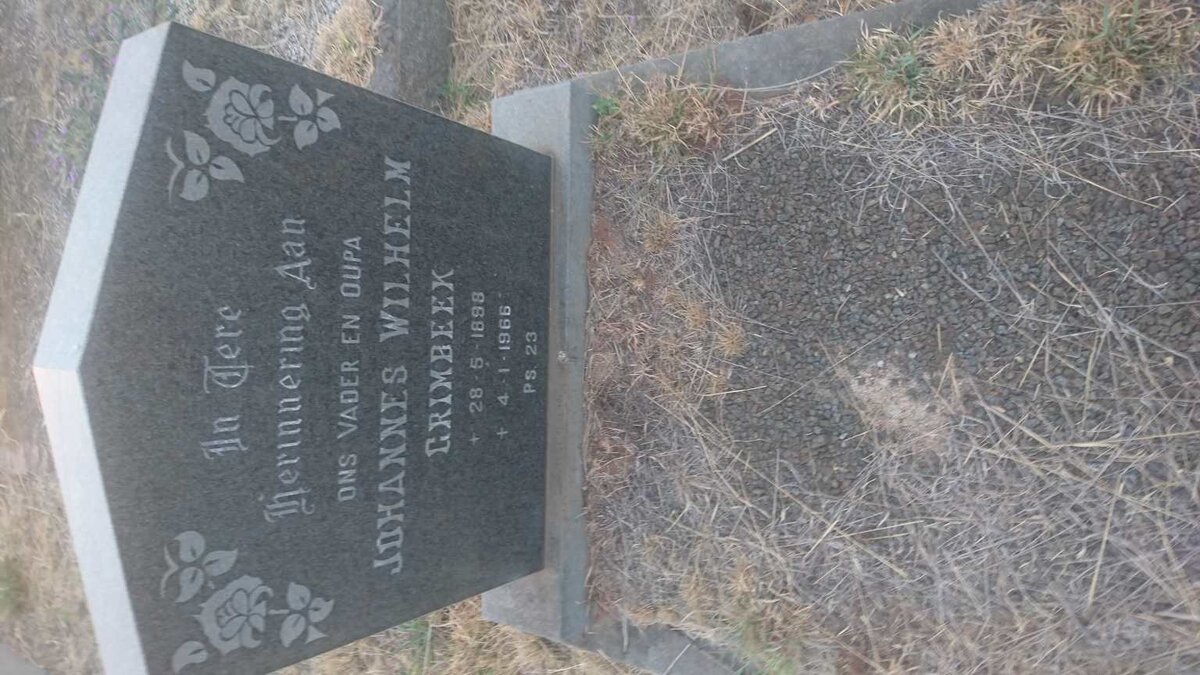 In Tere
Herinnering Aan
ONS VADER EN OUPA
JOHANNES WILHELM
GRIMBEEK
+ 28·5·1898
+ 4·1·1966
PS. 23